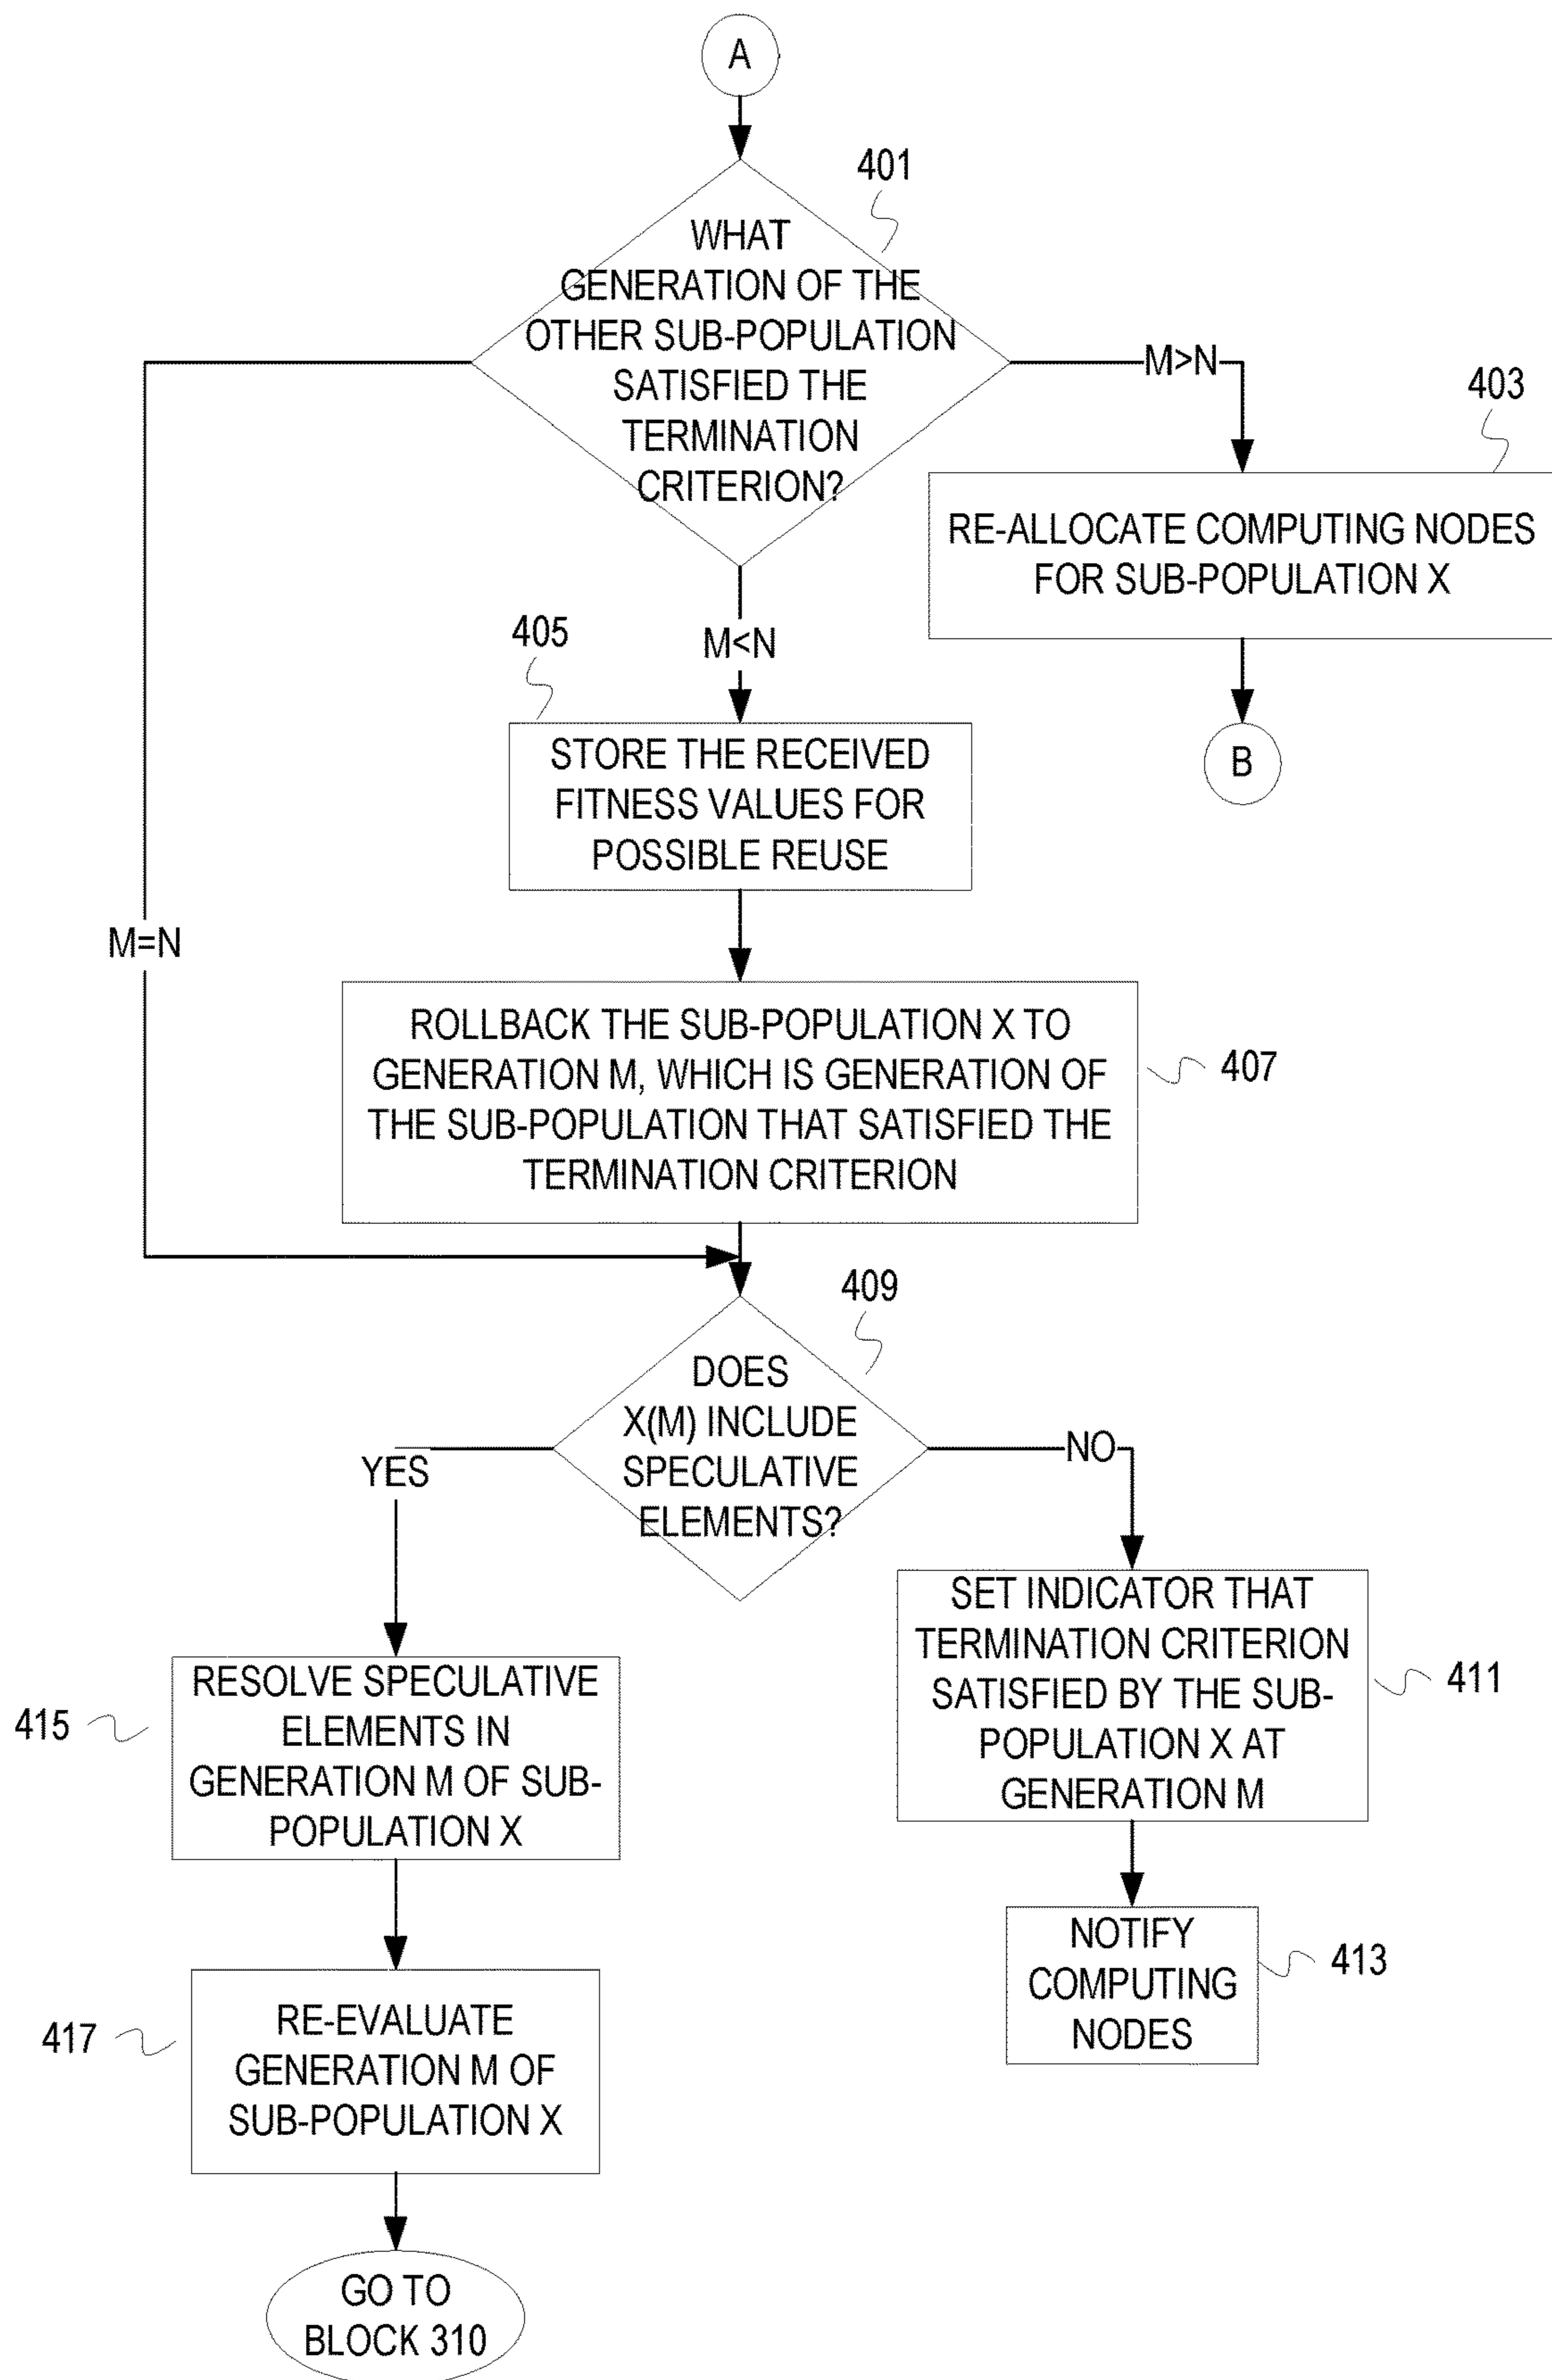 A
401
WHAT
GENERATION OF THE
OTHER SUB-POPULATION
SATISFIED THE
TERMINATION
CRITERION?
M>N
403
RE-ALLOCATE COMPUTING NODES
FOR SUB-POPULATION X
B
M<N
405
STORE THE RECEIVED
FITNESS VALUES FOR
POSSIBLE REUSE
M=N
ROLLBACK THE SUB-POPULATION X TO
GENERATION M, WHICH IS GENERATION OF
THE SUB-POPULATION THAT SATISFIED THE
TERMINATION CRITERION
407
409
DOES
X(M) INCLUDE
SPECULATIVE
ELEMENTS?
YES
NO
SET INDICATOR THAT
TERMINATION CRITERION
SATISFIED BY THE SUB-
POPULATION X AT
GENERATION M
411
RESOLVE SPECULATIVE
ELEMENTS IN
GENERATION M OF SUB-
POPULATION X
415
NOTIFY
COMPUTING
NODES
413
RE-EVALUATE
GENERATION M OF
SUB-POPULATION X
417
GO TO
BLOCK 310